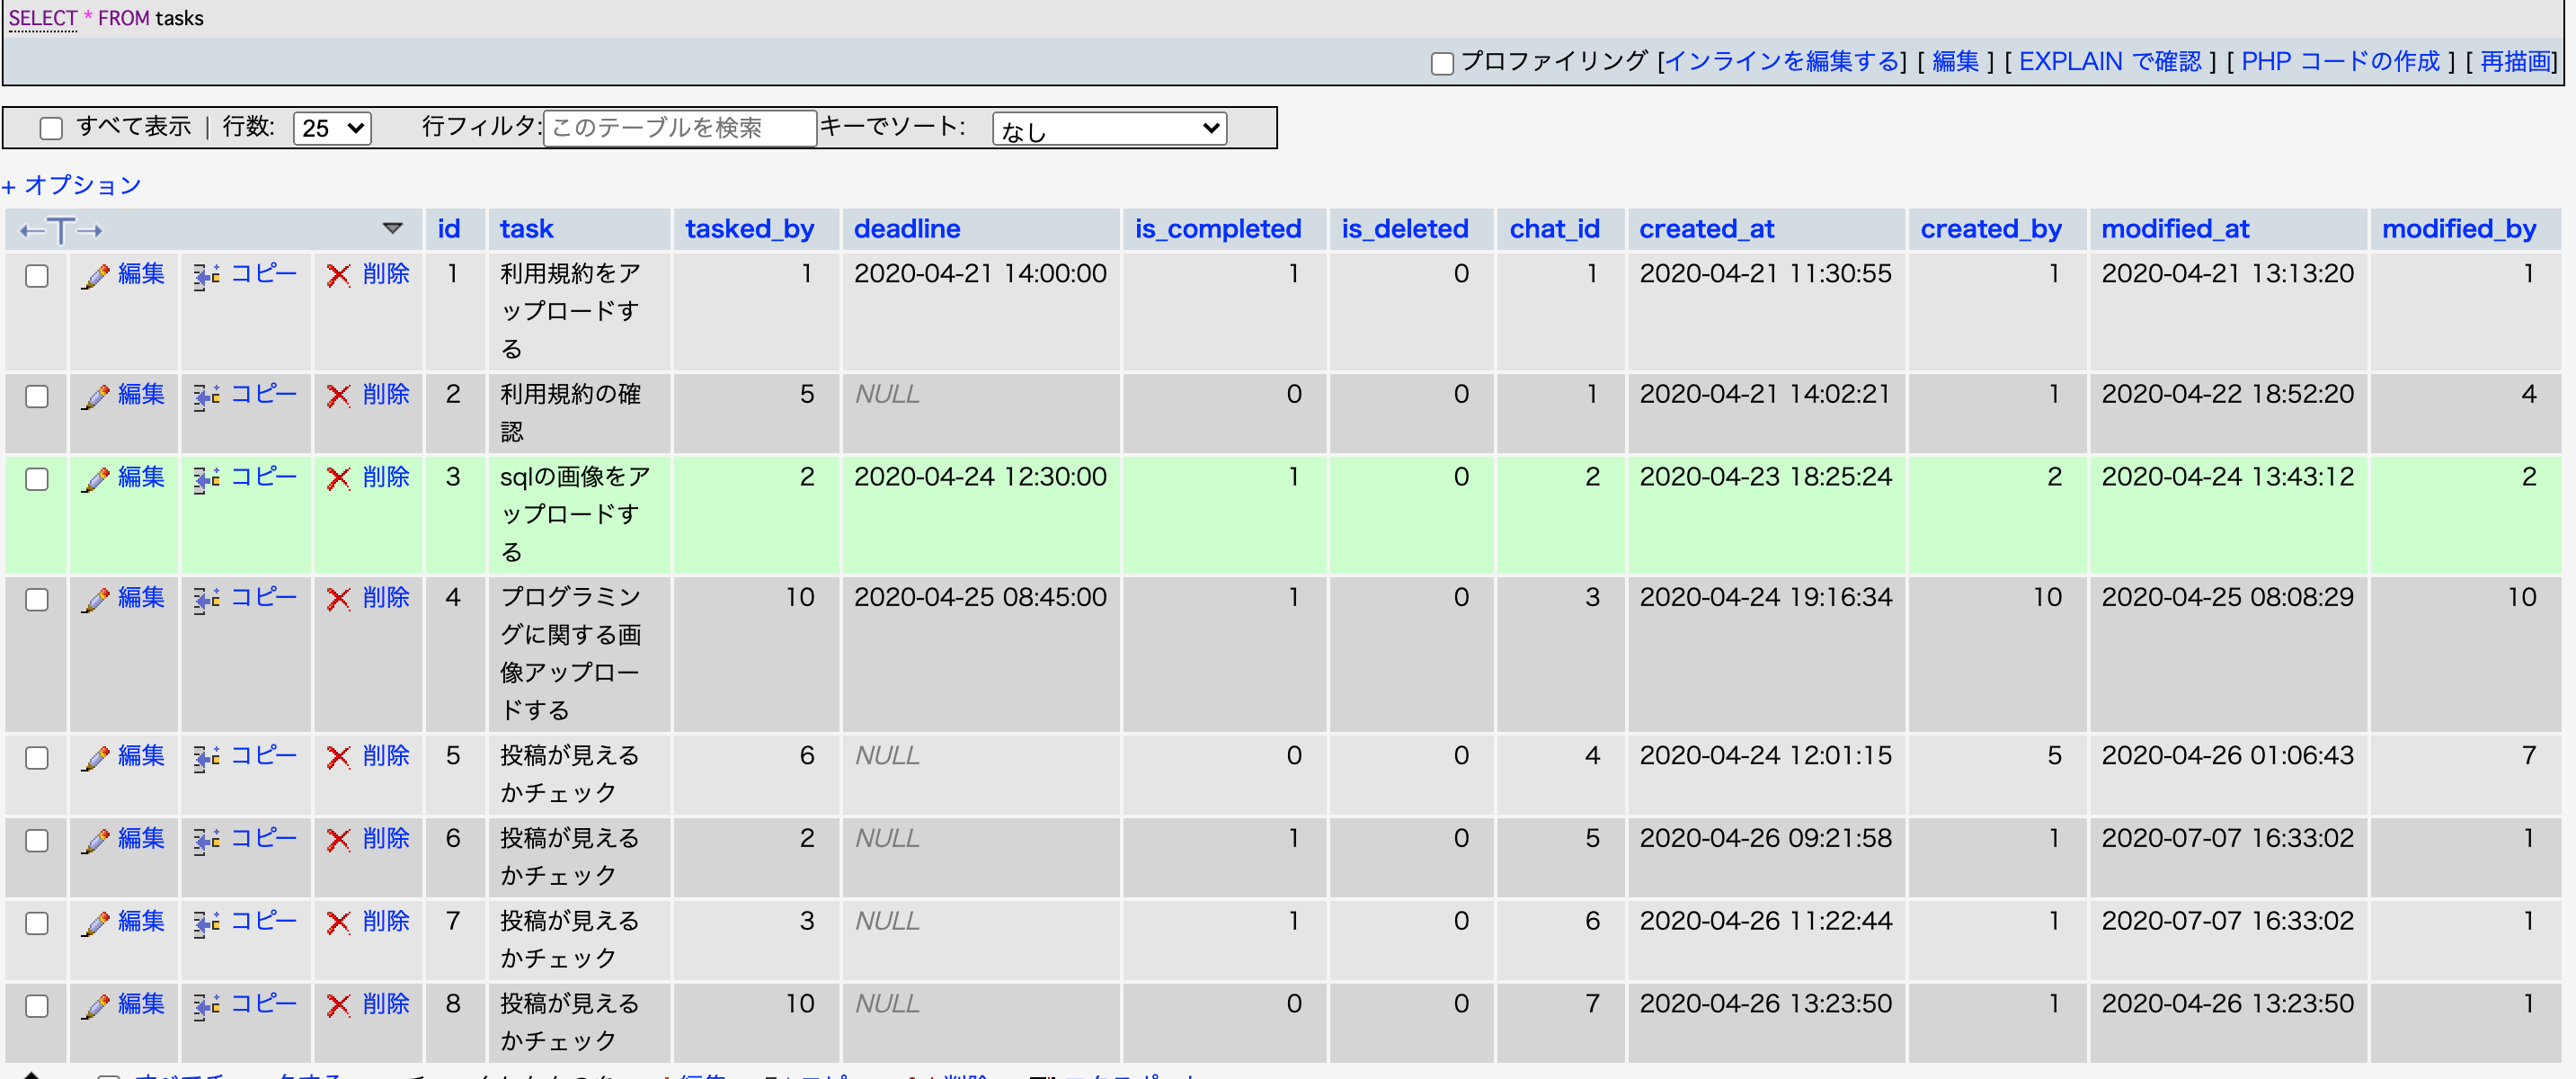 SELECT * FROM tasks
プロファイリング [インラインを編集する] [ 編集 ] [ EXPLAIN で確認 ] [ PHP コードの作成 ] [ 再描画]
すべて表示 | 行数: 25 行フィルタ: このテーブルを検索 キーでソート: なし
+ オプション
←T→ id task tasked_by deadline is_completed is_deleted chat_id created_at created_by modified_at modified_by
編集 コピー 削除 1 利用規約をア 1 2020-04-21 14:00:00 1 0 1 2020-04-21 11:30:55 1 2020-04-21 13:13:20 1
ップロードす
る
編集 コピー 削除 2 利用規約の確 5 NULL 0 0 1 2020-04-21 14:02:21 1 2020-04-22 18:52:20 4
認
編集 コピー 削除 3 sqlの画像をア 2 2020-04-24 12:30:00 1 0 2 2020-04-23 18:25:24 2 2020-04-24 13:43:12 2
ップロードす
る
編集 コピー 削除 4 プログラミン 10 2020-04-25 08:45:00 1 0 3 2020-04-24 19:16:34 10 2020-04-25 08:08:29 10
グに関する画
像アップロー
ドする
編集 コピー 削除 5 投稿が見える 6 NULL 0 0 4 2020-04-24 12:01:15 5 2020-04-26 01:06:43 7
かチェック
編集 コピー 削除 6 投稿が見える 2 NULL 1 0 5 2020-04-26 09:21:58 1 2020-07-07 16:33:02 1
かチェック
編集 コピー 削除 7 投稿が見える 3 NULL 1 0 6 2020-04-26 11:22:44 1 2020-07-07 16:33:02 1
かチェック
編集 コピー 削除 8 投稿が見える 10 NULL 0 0 7 2020-04-26 13:23:50 1 2020-04-26 13:23:50 1
かチェック